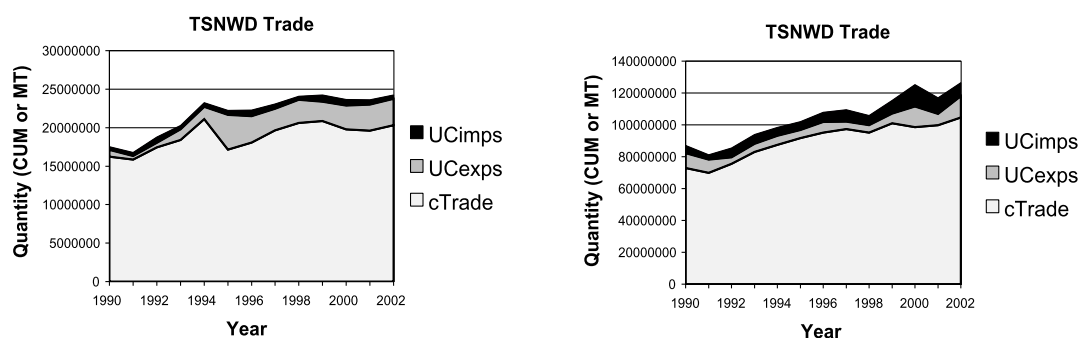 TSNWD Trade
30000000
25000000
20000000
15000000
10000000
5000000
0
Quantity (CUM or MT)
1990 1992 1994 1996 1998 2000 2002
Year
UCimps
UCexps
cTrade
TSNWD Trade
140000000
120000000
100000000
80000000
60000000
40000000
20000000
0
Quantity (CUM or MT)
1990 1992 1994 1996 1998 2000 2002
Year
UCimps
UCexps
cTrade